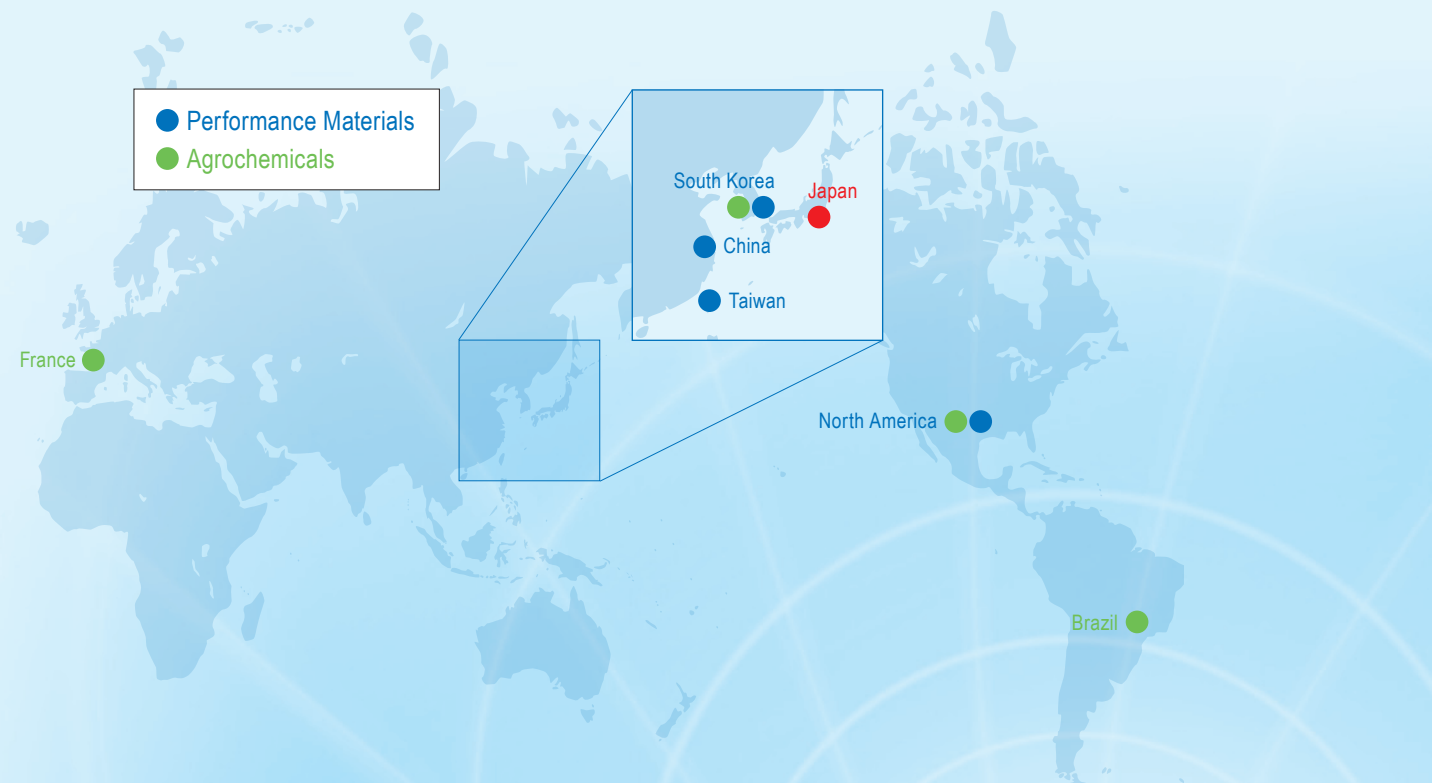 Performance Materials
Agrochemicals
South Korea
Japan
China
Taiwan
France
North America
Brazil